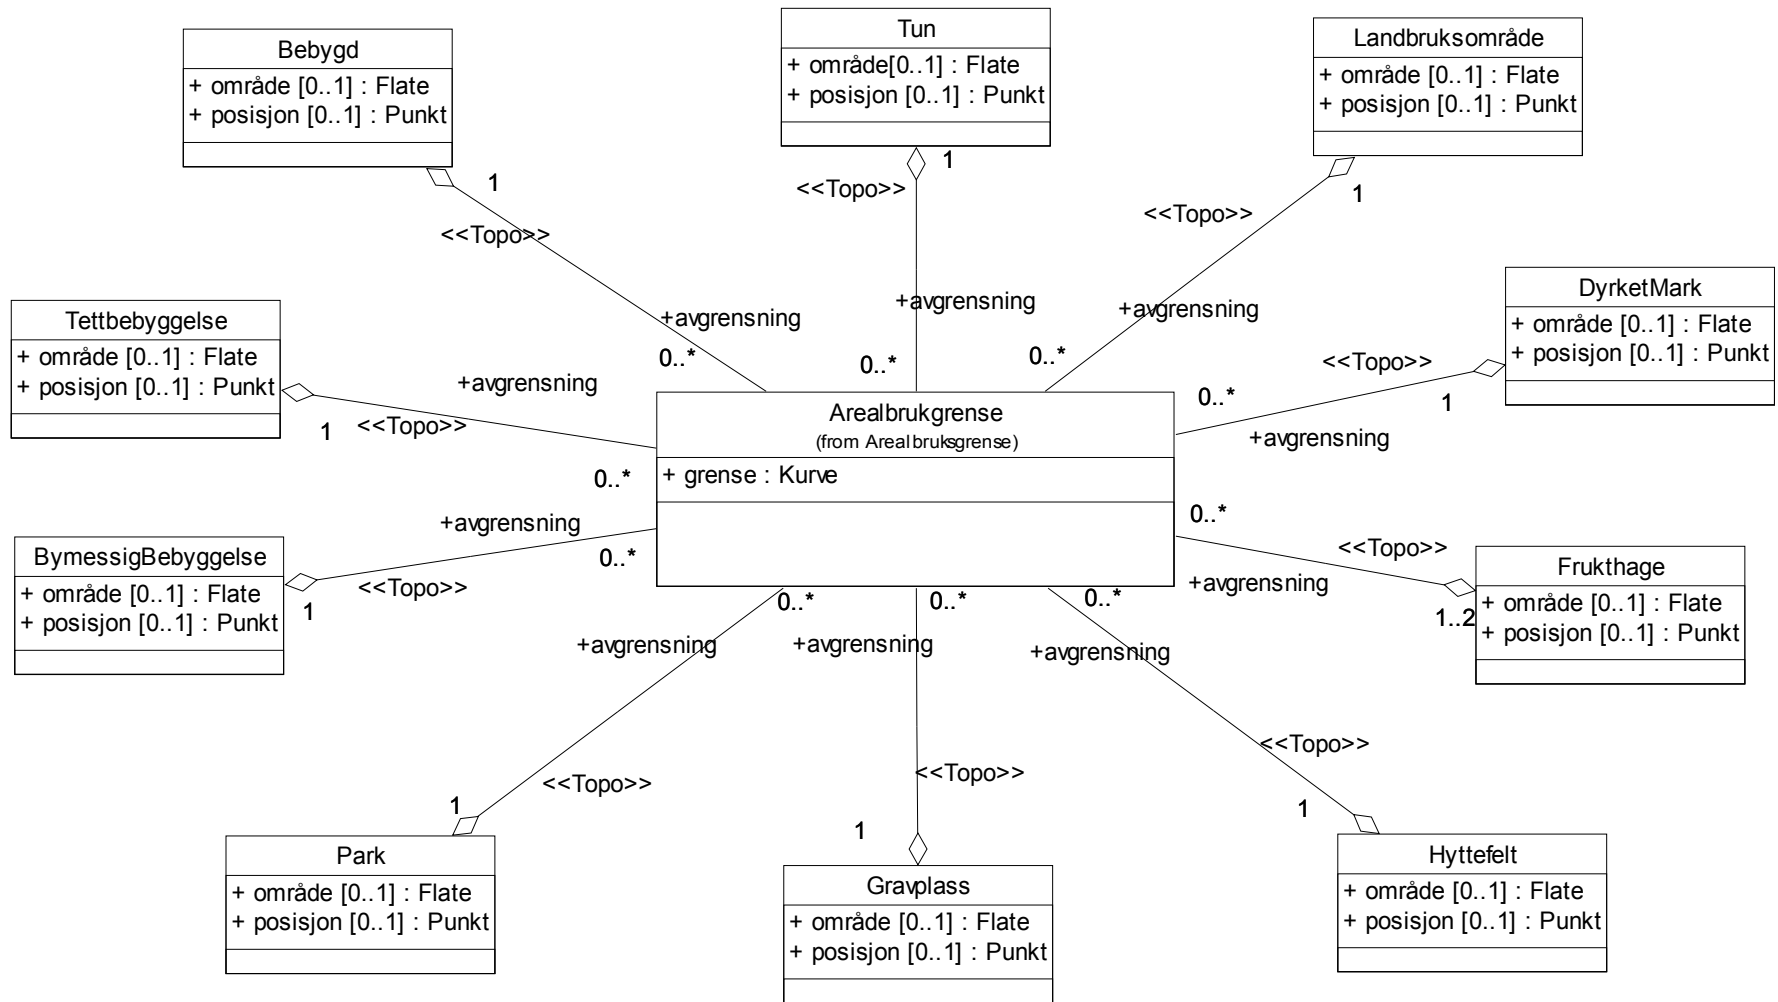 Bebygd
+ område [0..1] : Flate
+ posisjon [0..1] : Punkt
Tun
+ område[0..1] : Flate
+ posisjon [0..1] : Punkt
Landbruksområde
+ område [0..1] : Flate
+ posisjon [0..1] : Punkt
1
<<Topo>>
+avgrensning
0..*
1
<<Topo>>
+avgrensning
0..*
1
<<Topo>>
+avgrensning
0..*
Tettbebyggelse
+ område [0..1] : Flate
+ posisjon [0..1] : Punkt
1
<<Topo>>
+avgrensning
0..*
DyrketMark
+ område [0..1] : Flate
+ posisjon [0..1] : Punkt
<<Topo>>
1
0..*
+avgrensning
Arealbrukgrense
(from Arealbruksgrense)
+ grense : Kurve
BymessigBebyggelse
+ område [0..1] : Flate
+ posisjon [0..1] : Punkt
1
<<Topo>>
+avgrensning
0..*
Frukthage
+ område [0..1] : Flate
+ posisjon [0..1] : Punkt
1..2
<<Topo>>
0..*
+avgrensning
0..*
+avgrensning
<<Topo>>
1
Park
+ område [0..1] : Flate
+ posisjon [0..1] : Punkt
0..*
+avgrensning
<<Topo>>
1
Gravplass
+ område [0..1] : Flate
+ posisjon [0..1] : Punkt
0..*
+avgrensning
<<Topo>>
1
Hyttefelt
+ område [0..1] : Flate
+ posisjon [0..1] : Punkt